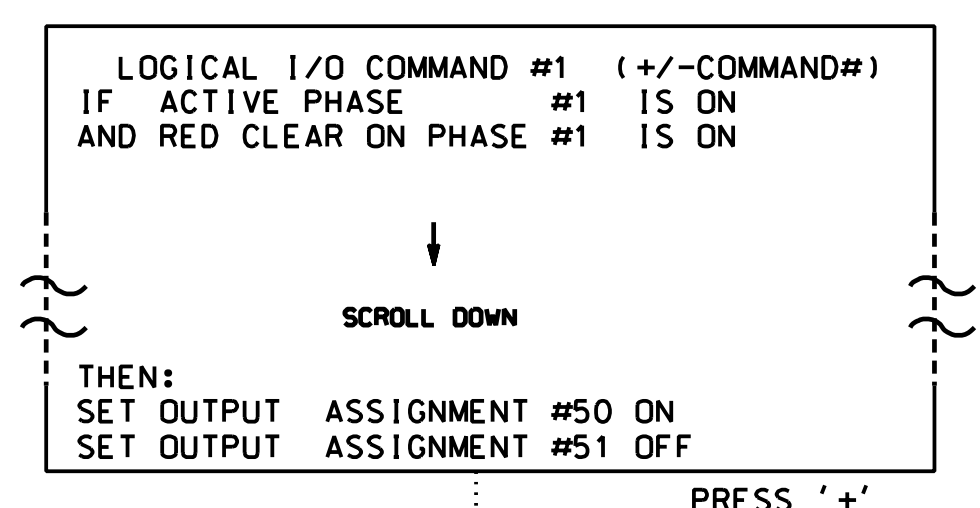 LOGICAL I/O COMMAND #1 (+/-COMMAND#)
IF ACTIVE PHASE #1 IS ON
AND RED CLEAR ON PHASE #1 IS ON
SCROLL DOWN
THEN:
SET OUTPUT ASSIGNMENT #50 ON
SET OUTPUT ASSIGNMENT #51 OFF
PRESS '+'